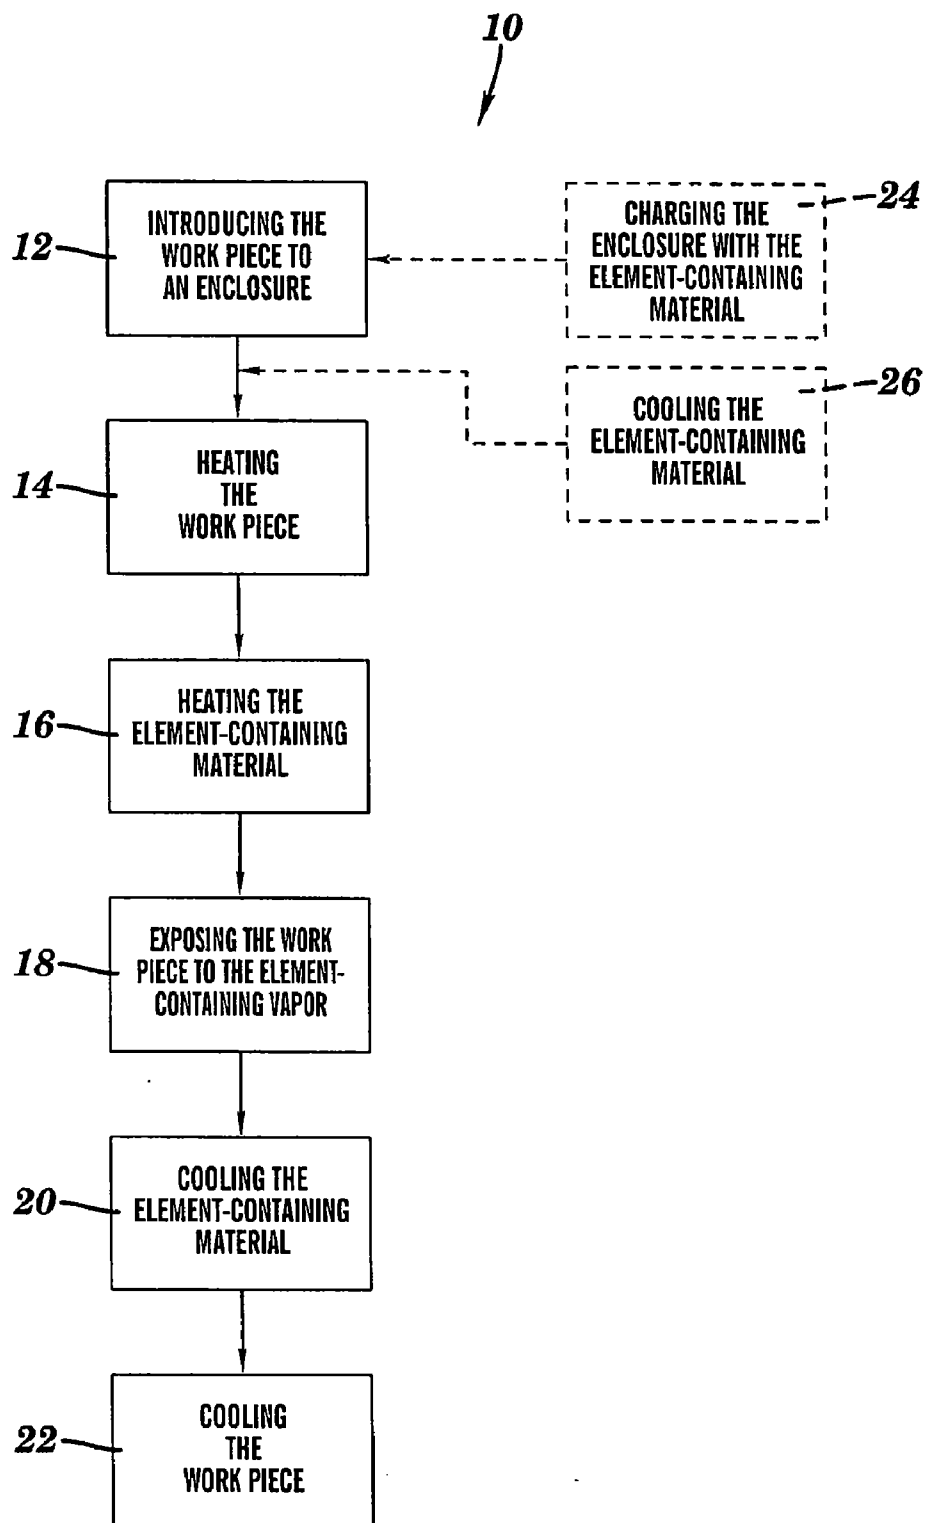 10
12
INTRODUCING THE
WORK PIECE TO
AN ENCLOSURE
24
CHARGING THE
ENCLOSURE WITH THE
ELEMENT-CONTAINING
MATERIAL
26
COOLING THE
ELEMENT-CONTAINING
MATERIAL
14
HEATING
THE
WORK PIECE
16
HEATING THE
ELEMENT-CONTAINING
MATERIAL
18
EXPOSING THE WORK
PIECE TO THE ELEMENT-
CONTAINING VAPOR
20
COOLING THE
ELEMENT-CONTAINING
MATERIAL
22
COOLING
THE
WORK PIECE